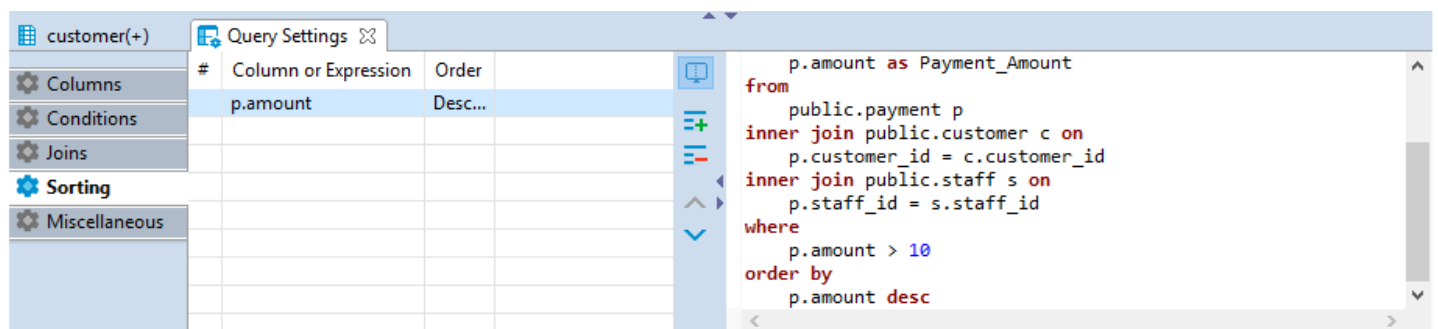 customer(+)
Query Settings
Columns
Conditions
Joins
Sorting
Miscellaneous
# Column or Expression Order
p.amount Desc...
p.amount as Payment_Amount
from
public.payment p
inner join public.customer c on
p.customer_id = c.customer_id
inner join public.staff s on
p.staff_id = s.staff_id
where
p.amount > 10
order by
p.amount desc